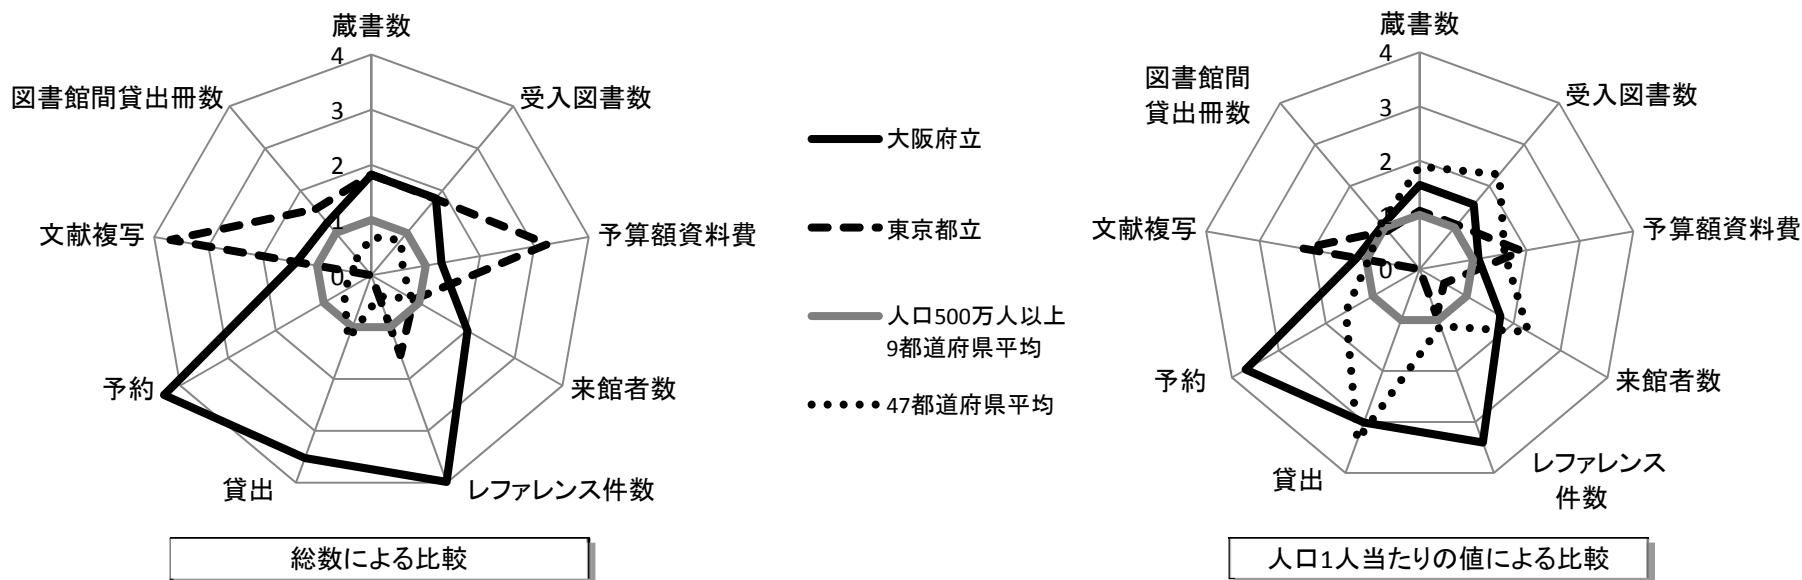 蔵書数
4
3
2
1
0
受入図書数
予算額資料費
来館者数
レファレンス件数
貸出
予約
文献複写
図書館間貸出冊数
総数による比較
大阪府立
東京都立
人口500万人以上
9都道府県平均
47都道府県平均
蔵書数
4
3
2
1
0
受入図書数
予算額資料費
来館者数
レファレンス
件数
貸出
予約
文献複写
図書館間
貸出冊数
人口1人当たりの値による比較